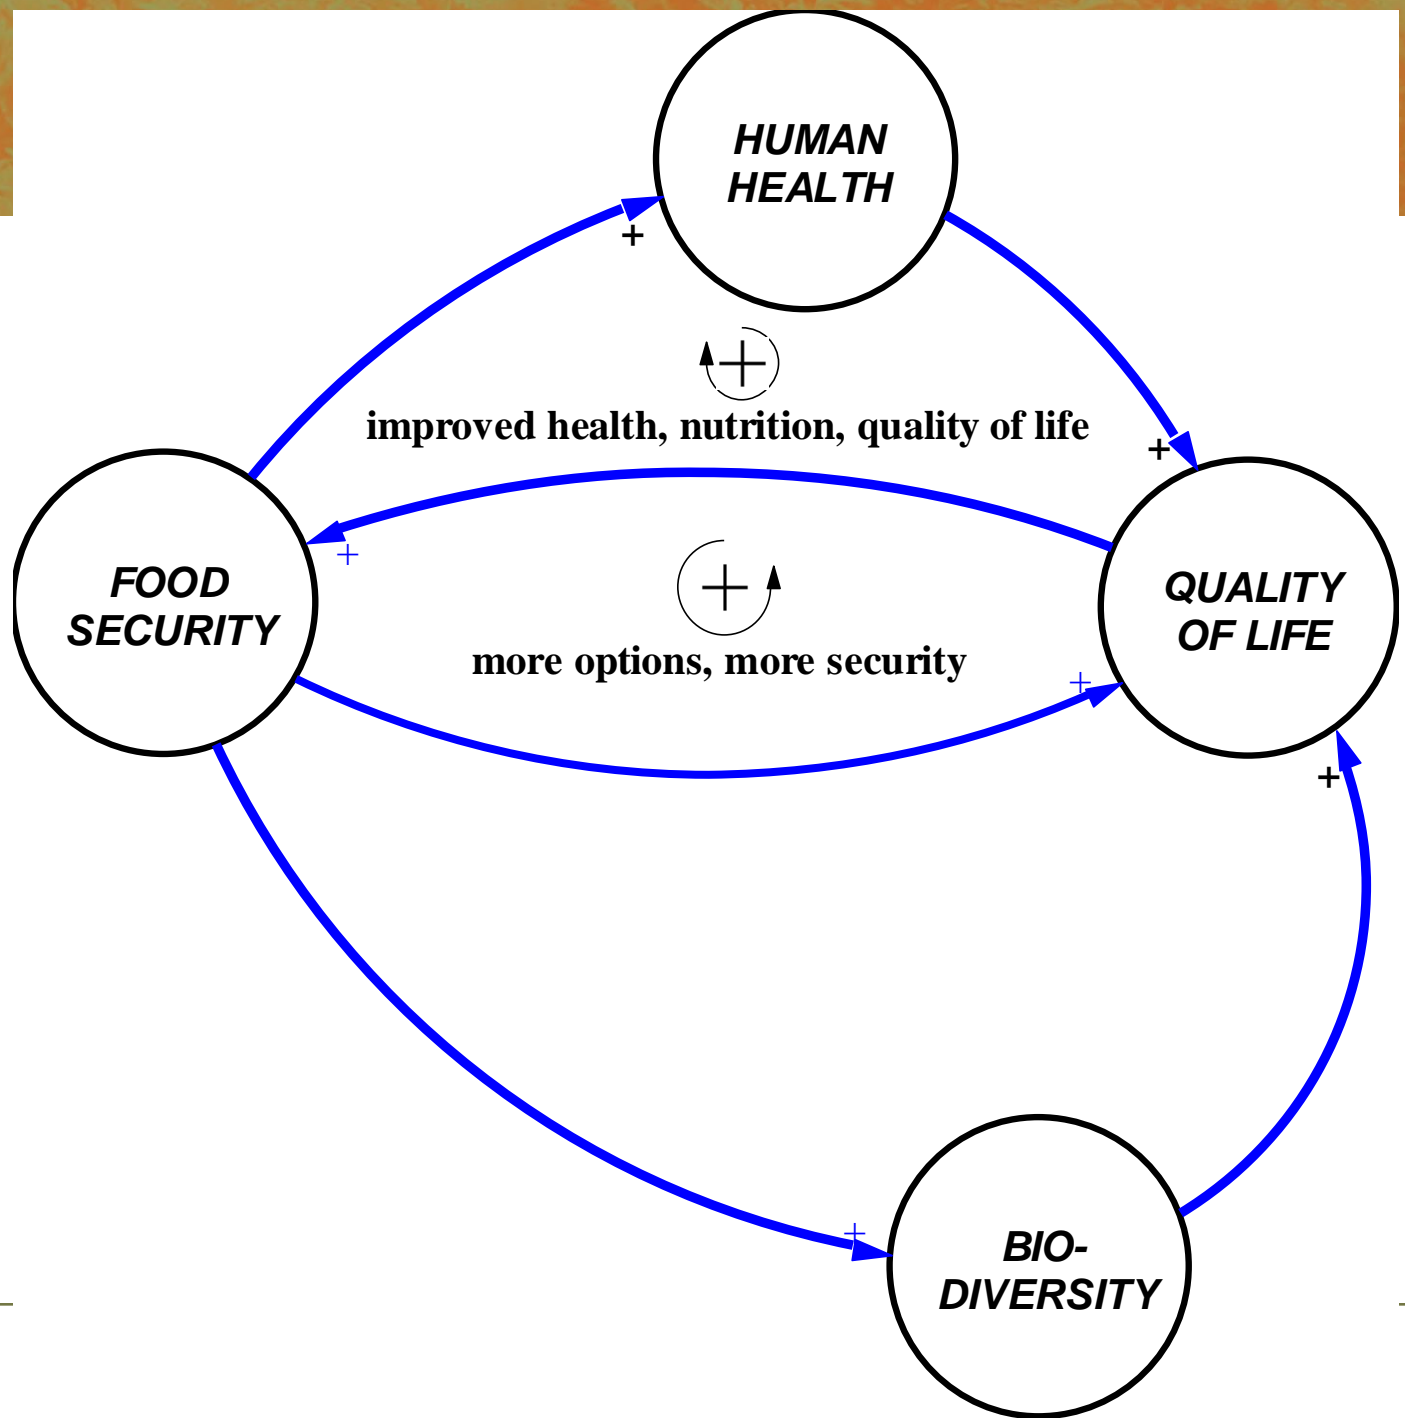 HUMAN
HEALTH
+
+
improved health, nutrition, quality of life
+
+
FOOD
SECURITY
+
+
QUALITY
OF LIFE
more options, more security
+
+
+
BIO-
DIVERSITY